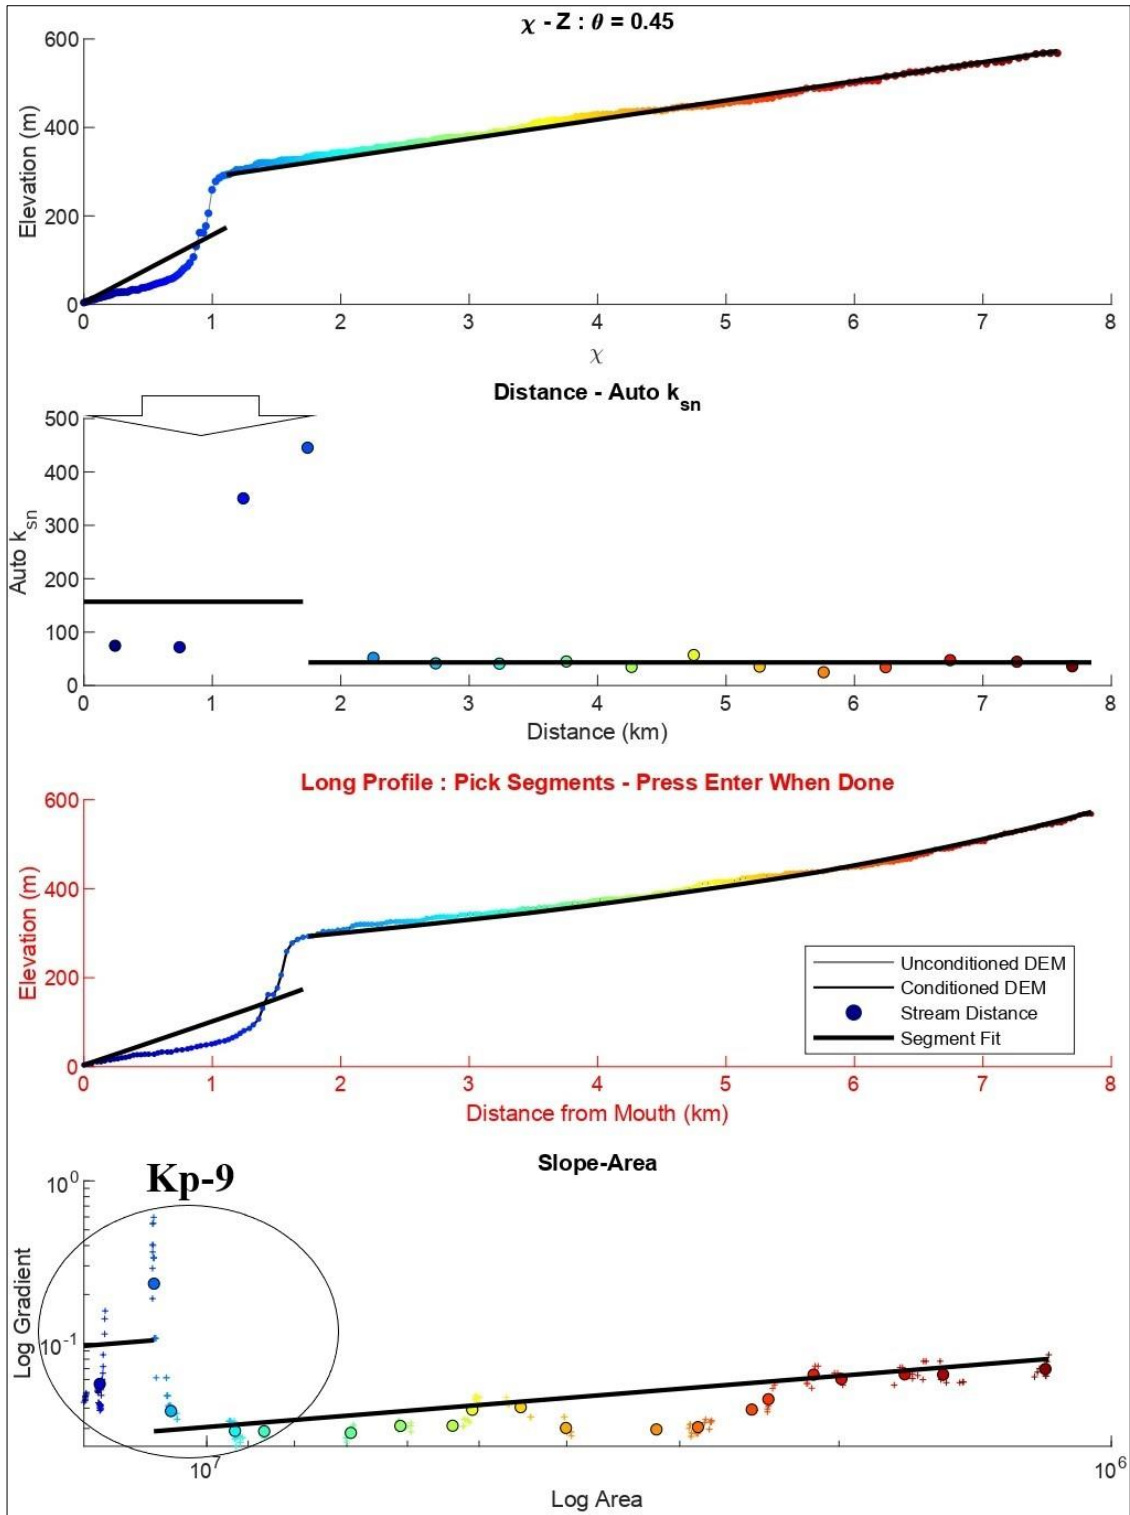 χ - Z : θ = 0.45
600
400
200
0
Elevation (m)
0 1 2 3 4 5 6 7 8
χ
Distance - Auto k_sn
500
400
300
200
100
0
Auto k_sn
0 1 2 3 4 5 6 7 8
Distance (km)
Long Profile : Pick Segments - Press Enter When Done
600
400
200
0
Elevation (m)
Unconditioned DEM
Conditioned DEM
Stream Distance
Segment Fit
0 1 2 3 4 5 6 7 8
Distance from Mouth (km)
Slope-Area
Kp-9
10^0
10^-1
Log Gradient
10^7 10^6
Log Area